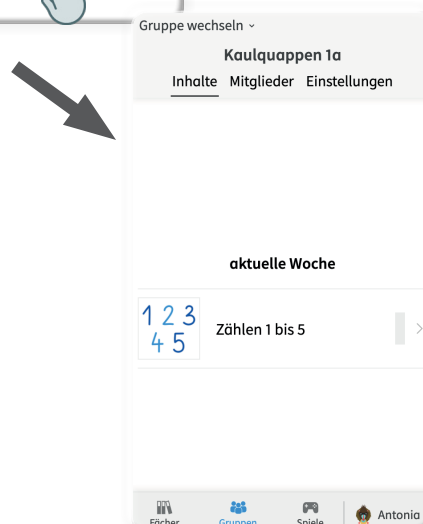 Gruppe wechseln
Kaulquappen 1a
Inhalte Mitglieder Einstellungen
aktuelle Woche
1 2 3
4 5
Zählen 1 bis 5
Fächer Gruppen Spiele Antonia